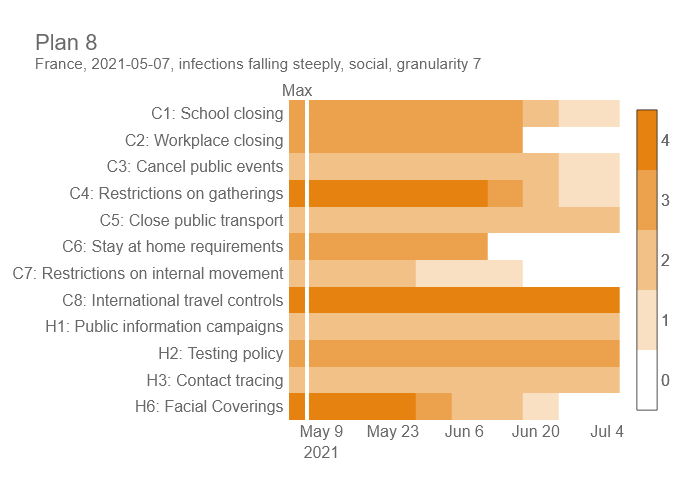 Plan 8
France, 2021-05-07, infections falling steeply, social, granularity 7
Max
C1: School closing
C2: Workplace closing
C3: Cancel public events
C4: Restrictions on gatherings
C5: Close public transport
C6: Stay at home requirements
C7: Restrictions on internal movement
C8: International travel controls
H1: Public information campaigns
H2: Testing policy
H3: Contact tracing
H6: Facial Coverings
4
3
2
1
0
May 9 May 23 Jun 6 Jun 20 Jul 4
2021